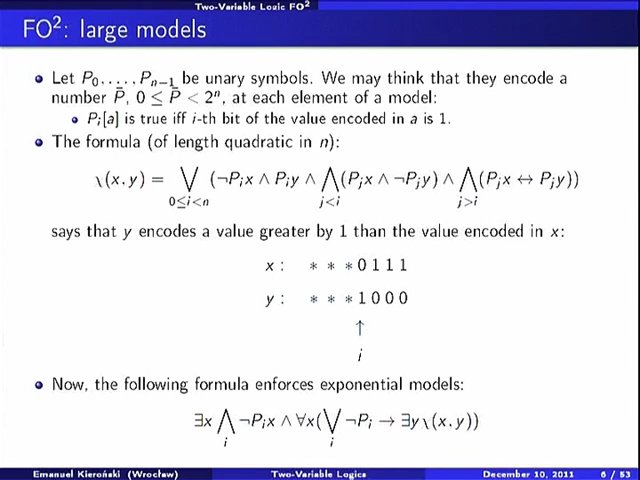 Two-Variable Logic FO²
FO²: large models
Let P₀, . . . , Pₙ₋₁ be unary symbols. We may think that they encode a
number P̄, 0 ≤ P̄ < 2ⁿ, at each element of a model:
Pᵢ[a] is true iff i-th bit of the value encoded in a is 1.
The formula (of length quadratic in n):
\(x, y) = ⋁ (¬Pᵢx ∧ Pᵢy ∧ ⋀(Pⱼx ∧ ¬Pⱼy) ∧ ⋀(Pⱼx ↔ Pⱼy))
0≤i<n j<i j>i
says that y encodes a value greater by 1 than the value encoded in x:
x : * * * 0 1 1 1
y : * * * 1 0 0 0
↑
i
Now, the following formula enforces exponential models:
∃x ⋀ ¬Pᵢx ∧ ∀x(⋁ ¬Pᵢ → ∃y\(x, y))
i i
Emanuel Kieroński (Wrocław) Two-Variable Logics December 10, 2011 6 / 53